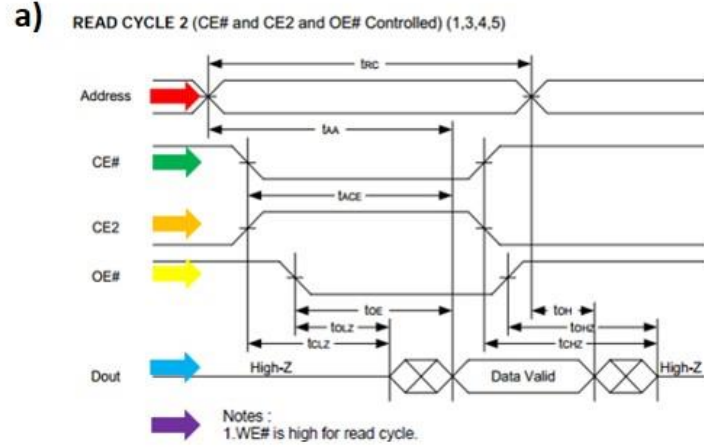 a)
READ CYCLE 2 (CE# and CE2 and OE# Controlled) (1,3,4,5)
tRC
Address
tAA
CE#
tACE
CE2
OE#
tOE
tOH
tOLZ
tOHZ
tCLZ
tCHZ
High-Z
High-Z
Dout
Data Valid
Notes :
1.WE# is high for read cycle.